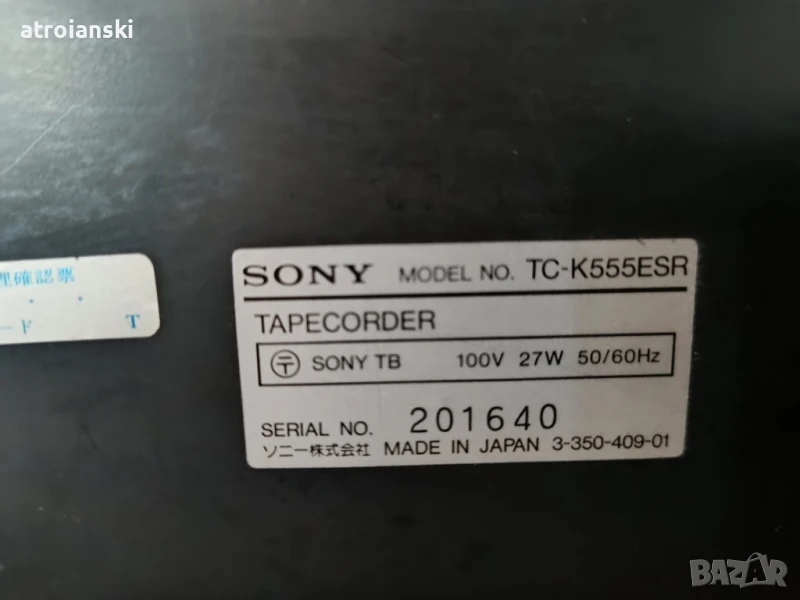 atroianski
理確認票
・ ・
ード T
SONY MODEL NO. TC-K555ESR
TAPECORDER
〒 SONY TB 100V 27W 50/60Hz
SERIAL NO. 201640
ソニー株式会社 MADE IN JAPAN 3-350-409-01
BAZAR